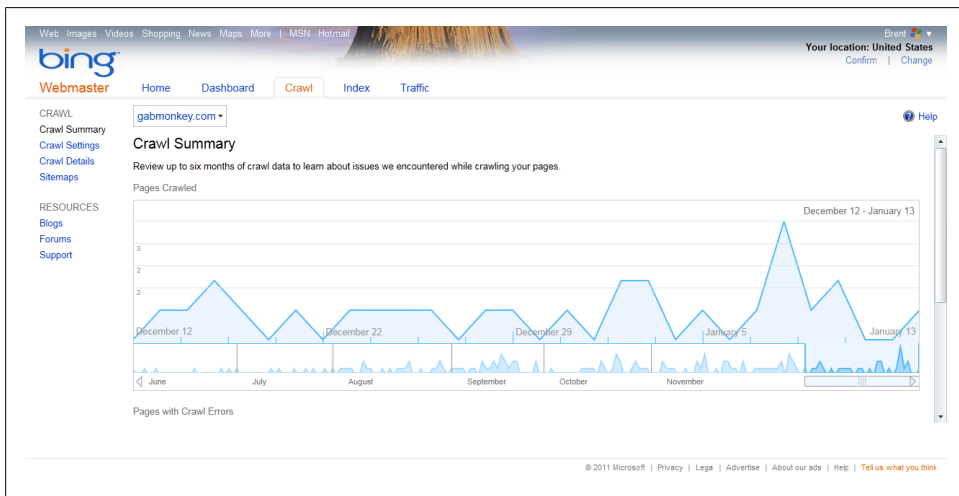 Web Images Videos Shopping News Maps More | MSN Hotmail
Brent
bing
Your location: United States
Confirm | Change
Webmaster
Home Dashboard Crawl Index Traffic
CRAWL
Crawl Summary
Crawl Settings
Crawl Details
Sitemaps
RESOURCES
Blogs
Forums
Support
gabmonkey.com
Help
Crawl Summary
Review up to six months of crawl data to learn about issues we encountered while crawling your pages.
Pages Crawled
December 12 - January 13
3
2
2
December 12 December 22 December 29 January 5 January 13
June July August September October November
Pages with Crawl Errors
© 2011 Microsoft | Privacy | Lega | Advertise | About our ads | Help | Tell us what you think